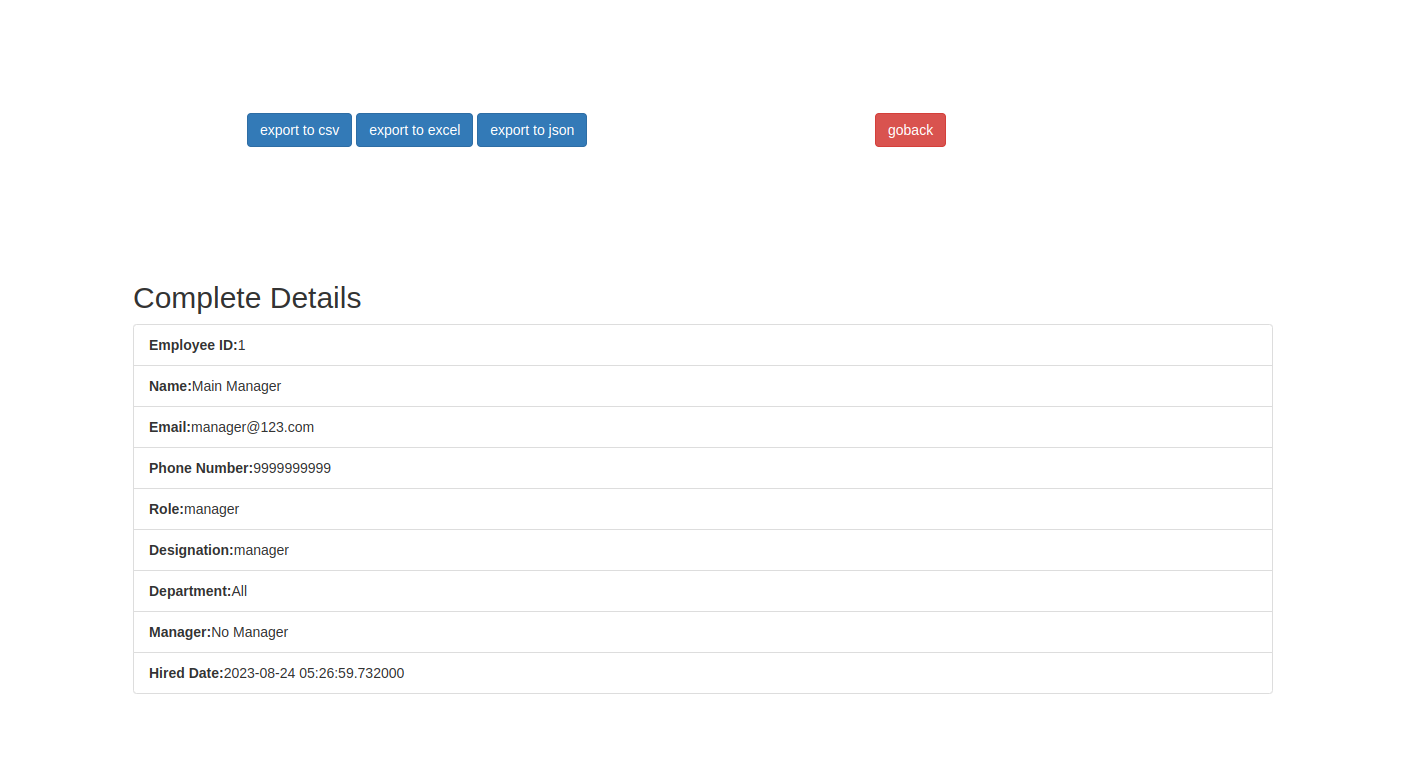 export to csv export to excel export to json goback
Complete Details
Employee ID:1
Name:Main Manager
Email:manager@123.com
Phone Number:9999999999
Role:manager
Designation:manager
Department:All
Manager:No Manager
Hired Date:2023-08-24 05:26:59.732000